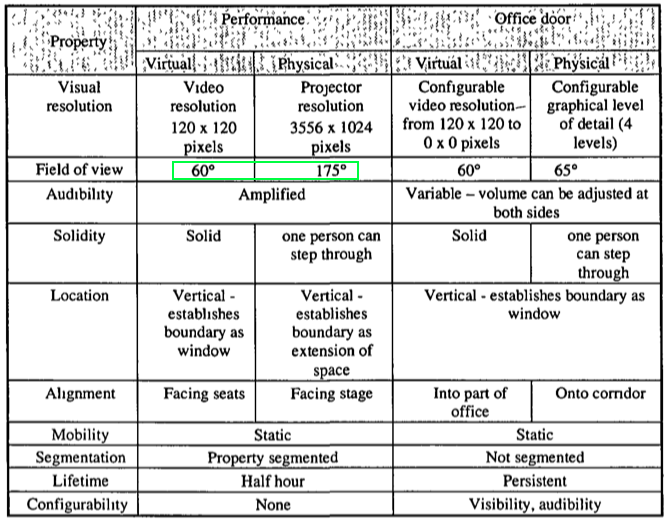 Property
Performance
Office door
Virtual
Physical
Virtual
Physical
Visual resolution
Video resolution 120 x 120 pixels
Projector resolution 3556 x 1024 pixels
Configurable video resolution– from 120 x 120 to 0 x 0 pixels
Configurable graphical level of detail (4 levels)
Field of view
60°
175°
60°
65°
Audibility
Amplified
Variable – volume can be adjusted at both sides
Solidity
Solid
one person can step through
Solid
one person can step through
Location
Vertical - establishes boundary as window
Vertical - establishes boundary as extension of space
Vertical - establishes boundary as window
Alignment
Facing seats
Facing stage
Into part of office
Onto corridor
Mobility
Static
Static
Segmentation
Property segmented
Not segmented
Lifetime
Half hour
Persistent
Configurability
None
Visibility, audibility